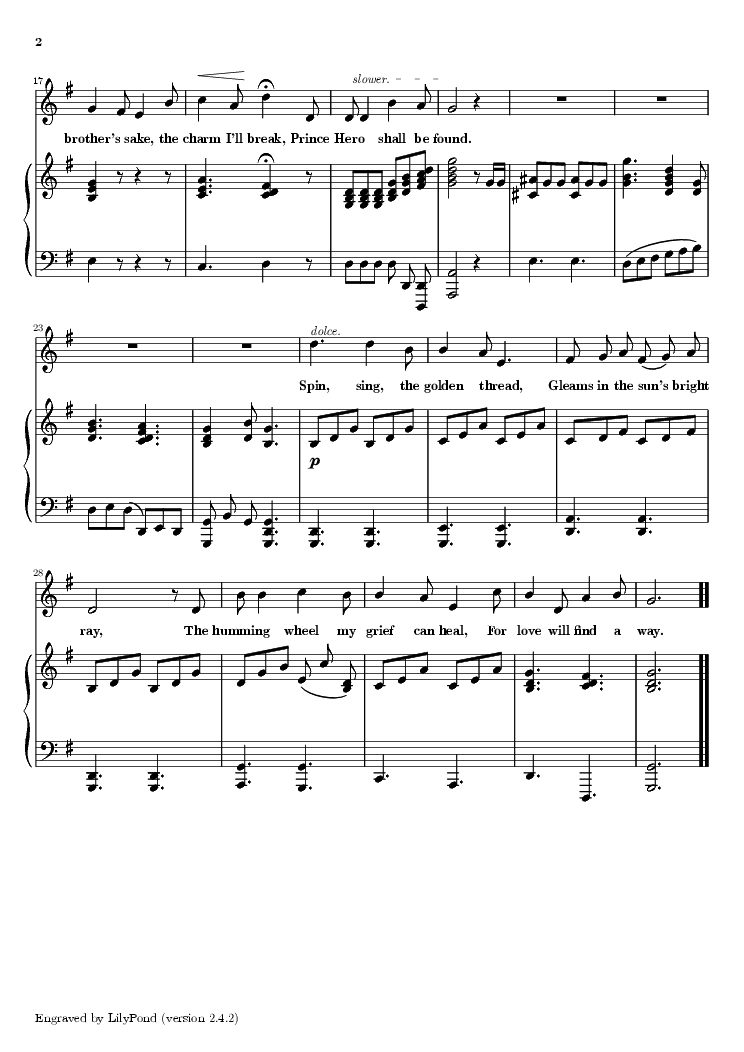 2
17
slower.
brother's sake, the charm I'll break, Prince Hero shall be found.
23
dolce.
Spin, sing, the golden thread, Gleams in the sun's bright
p
28
ray, The humming wheel my grief can heal, For love will find a way.
Engraved by LilyPond (version 2.4.2)